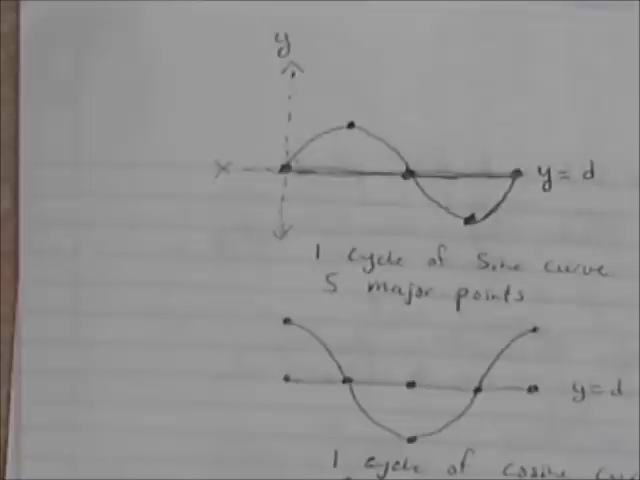 y
x
y = d
1 cycle of Sine curve
5 major points
y = d
1 cycle of cosine